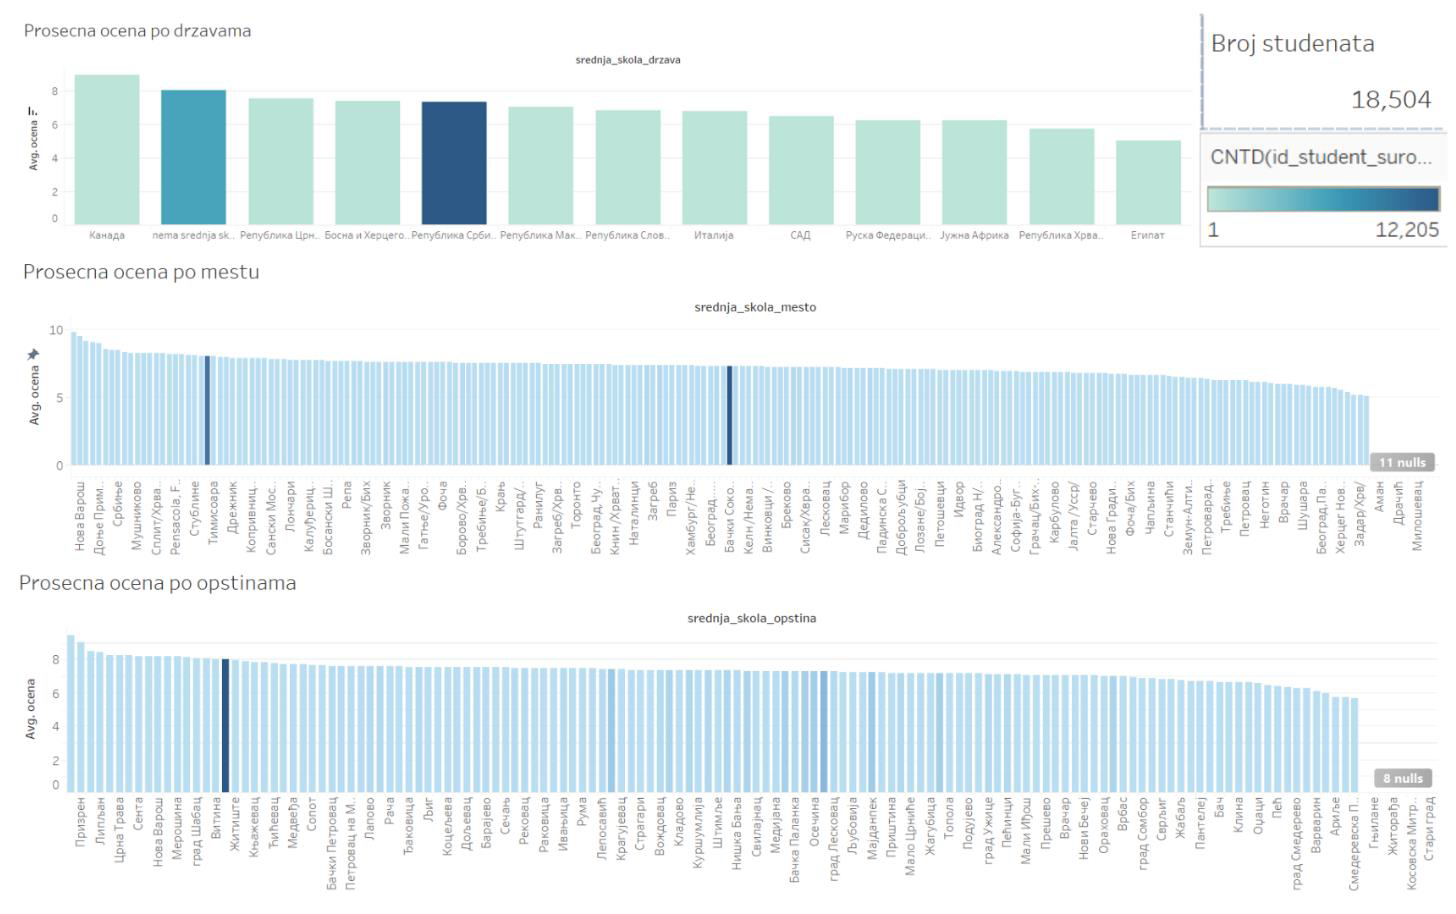 Prosecna ocena po drzavama
srednja_skola_drzava
Avg. ocena
8
6
4
2
0
Канада
nema srednja sk..
Република Црн..
Босна и Херцего..
Република Срби..
Република Мак..
Република Слов..
Италија
САД
Руска Федераци..
Јужна Африка
Република Хрва..
Египат
Broj studenata
18,504
CNTD(id_student_suro...
1
12,205
Prosecna ocena po mestu
srednja_skola_mesto
Avg. ocena
10
5
0
11 nulls
Нова Варош
Доње Прим..
Србиње
Мушниково
Сплит/Хрва..
Pensacola, F..
Стублине
Тимисоара
Дрежник
Копривниц..
Сански Мос..
Лончари
Калуђериц..
Босански Ш..
Репа
Зворник/Бих
Зворник
Мали Пожа..
Гатње/Уро..
Фоча
Борово/Хрв..
Требиње/Б..
Крањ
Штутгард/..
Ранилуг
Загреб/Хрв..
Торонто
Београд,Чу..
Книн/Хрват..
Наталинци
Загреб
Париз
Хамбург/Не..
Београд....
Бачки Соко..
Келн/Нема..
Винковци /..
Брековo
Сисак/Хрва..
Лесковац
Марибор
Дедилово
Падинска С..
Доброљубци
Лозане/Бој..
Петошевци
Идвор
Биоград Н/..
Александро..
Софија-Буг..
Грачац/Бих-..
Карбулово
Јалта /Усср/
Старчево
Нова Гради..
Фоча/Бих
Чапљина
Станчићи
Земун-Алти..
Петроварад..
Требиње
Петровац
Неготин
Врачар
Шушара
Београд,Па..
Херцег Нов..
Задар/Хрв/
Аман
Драчић
Милошевац
Prosecna ocena po opstinama
srednja_skola_opstina
Avg. ocena
8
6
4
2
0
8 nulls
Призрен
Липљан
Црна Трава
Сента
Нова Варош
Мерошина
град Шабац
Витина
Житиште
Књажевац
Ћићевац
Медвеђа
Сопот
Бачки Петровац
Петровац на М..
Лапово
Рача
Ђаковица
Љиг
Коцељева
Дољевац
Барајево
Сечањ
Рековац
Раковица
Ивањица
Рума
Лепосавић
Крагујевац
Страгари
Вождовац
Кладово
Куршумлија
Штимље
Нишка Бања
Свилајнац
Медијана
Бачка Паланка
Осечина
град Лесковац
Љубовија
Мајданпек
Приштина
Мало Црниће
Жагубица
Топола
Подујево
град Ужице
Пећинци
Мали Иђош
Прешево
Врачар
Нови Бечеј
Ораховац
Врбас
град Сомбор
Сврљиг
Жабаљ
Пантелеј
Бач
Клина
Оџаци
Пећ
град Смедерево
Варварин
Ариље
Смедеревска П..
Гњилане
Житорађа
Косовска Митр..
Стари град